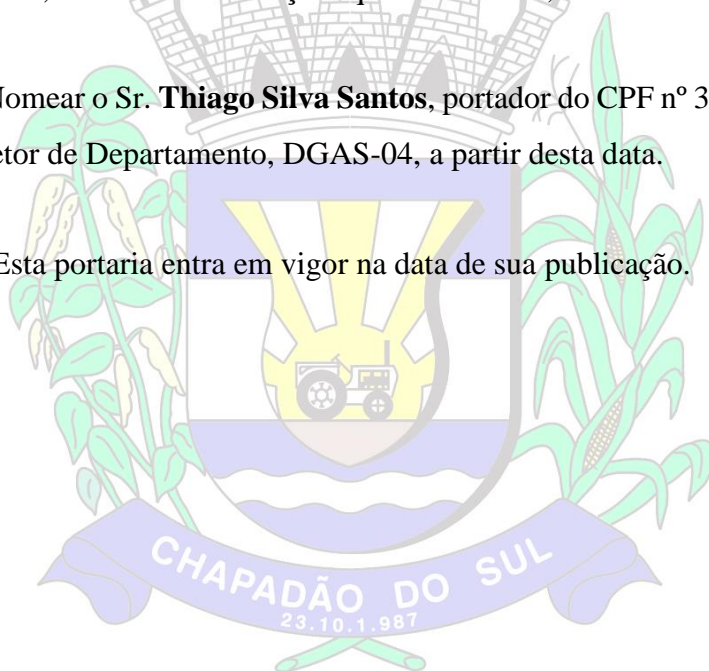 Nomear o Sr. Thiago Silva Santos, portador do CPF nº 3
etor de Departamento, DGAS-04, a partir desta data.
Esta portaria entra em vigor na data de sua publicação.
CHAPADÃO DO SUL
23.10.1.987